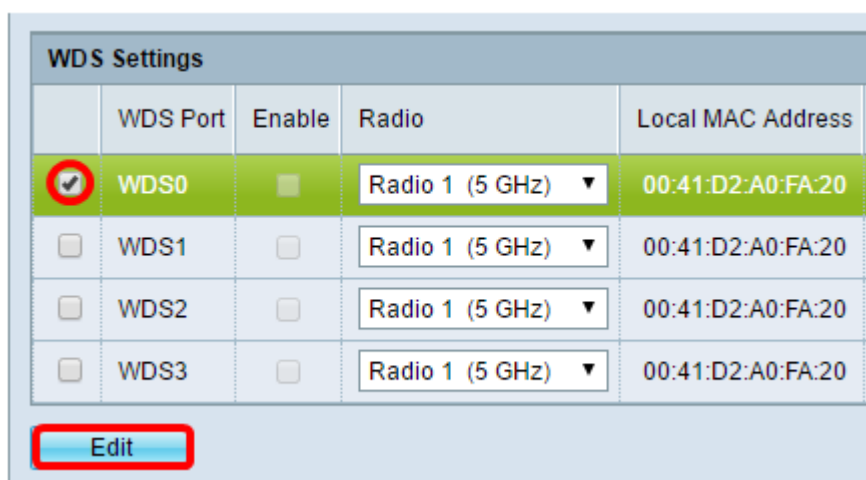 WDS Settings
WDS Port Enable Radio Local MAC Address
WDS0 Radio 1 (5 GHz) 00:41:D2:A0:FA:20
WDS1 Radio 1 (5 GHz) 00:41:D2:A0:FA:20
WDS2 Radio 1 (5 GHz) 00:41:D2:A0:FA:20
WDS3 Radio 1 (5 GHz) 00:41:D2:A0:FA:20
Edit